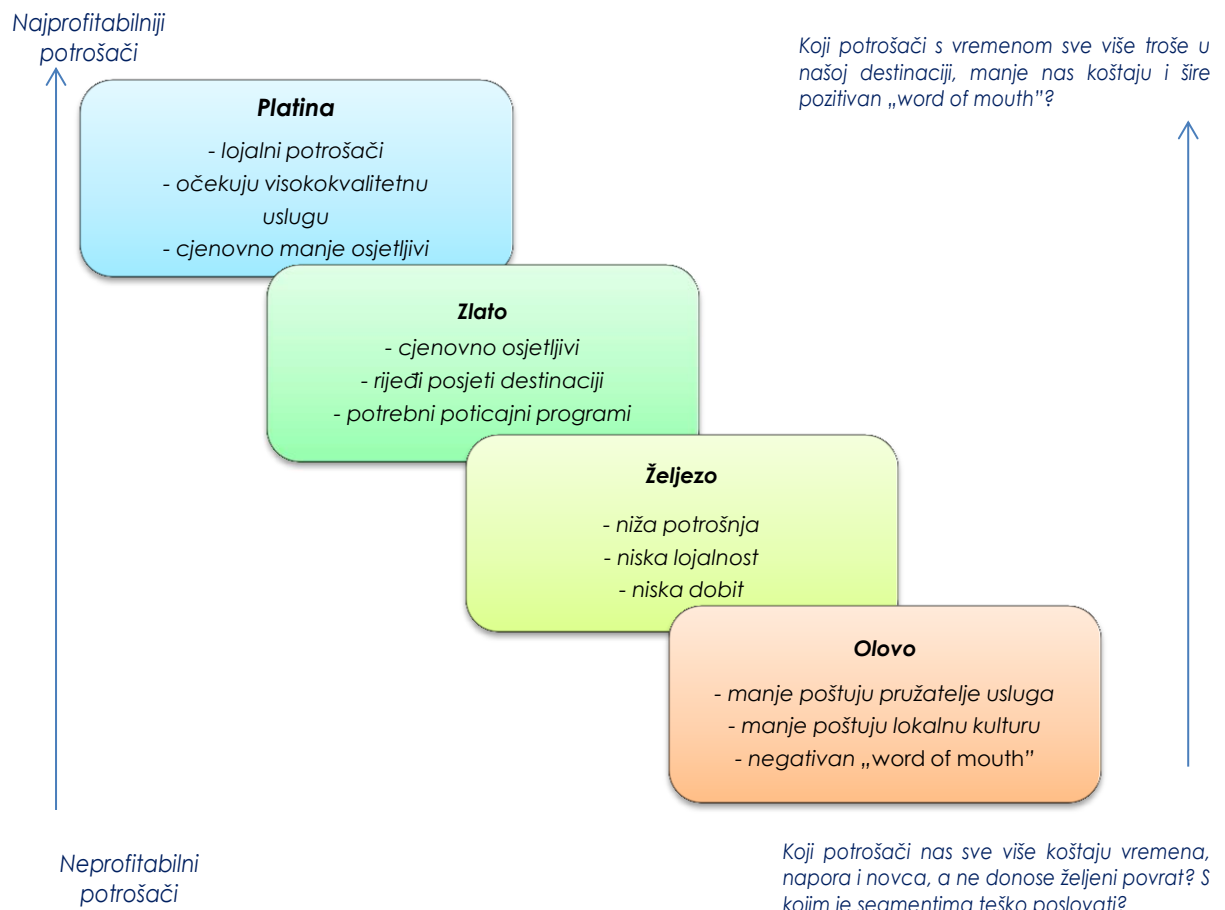 Najprofitabilniji
potrošači
Koji potrošači s vremenom sve više troše u
našoj destinaciji, manje nas koštaju i šire
pozitivan „word of mouth”?
Platina
- lojalni potrošači
- očekuju visokokvalitetnu
uslugu
- cjenovno manje osjetljivi
Zlato
- cjenovno osjetljivi
- rijeđi posjeti destinaciji
- potrebni poticajni programi
Željezo
- niža potrošnja
- niska lojalnost
- niska dobit
Olovo
- manje poštuju pružatelje usluga
- manje poštuju lokalnu kulturu
- negativan „word of mouth”
Neprofitabilni
potrošači
Koji potrošači nas sve više koštaju vremena,
napora i novca, a ne donose željeni povrat? S
kojim je segmentima teško poslovati?